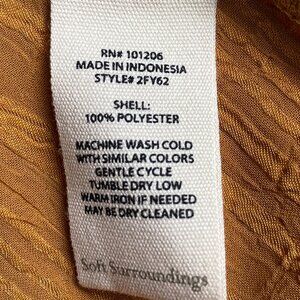 RN# 101206
MADE IN INDONESIA
STYLE# 2FY62
SHELL:
100% POLYESTER
MACHINE WASH COLD
WITH SIMILAR COLORS
GENTLE CYCLE
TUMBLE DRY LOW
WARM IRON IF NEEDED
MAY BE DRY CLEANED
Soft Surroundings